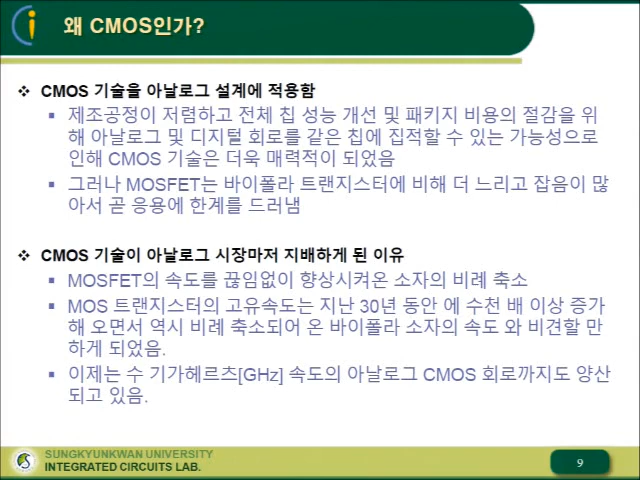 왜 CMOS인가?
❖ CMOS 기술을 아날로그 설계에 적용함
▪ 제조공정이 저렴하고 전체 칩 성능 개선 및 패키지 비용의 절감을 위
해 아날로그 및 디지털 회로를 같은 칩에 집적할 수 있는 가능성으로
인해 CMOS 기술은 더욱 매력적이 되었음
▪ 그러나 MOSFET는 바이폴라 트랜지스터에 비해 더 느리고 잡음이 많
아서 곧 응용에 한계를 드러냄
❖ CMOS 기술이 아날로그 시장마저 지배하게 된 이유
▪ MOSFET의 속도를 끊임없이 향상시켜온 소자의 비례 축소
▪ MOS 트랜지스터의 고유속도는 지난 30년 동안 에 수천 배 이상 증가
해 오면서 역시 비례 축소되어 온 바이폴라 소자의 속도 와 비견할 만
하게 되었음.
▪ 이제는 수 기가헤르츠[GHz] 속도의 아날로그 CMOS 회로까지도 양산
되고 있음.
SUNGKYUNKWAN UNIVERSITY
INTEGRATED CIRCUITS LAB.
9